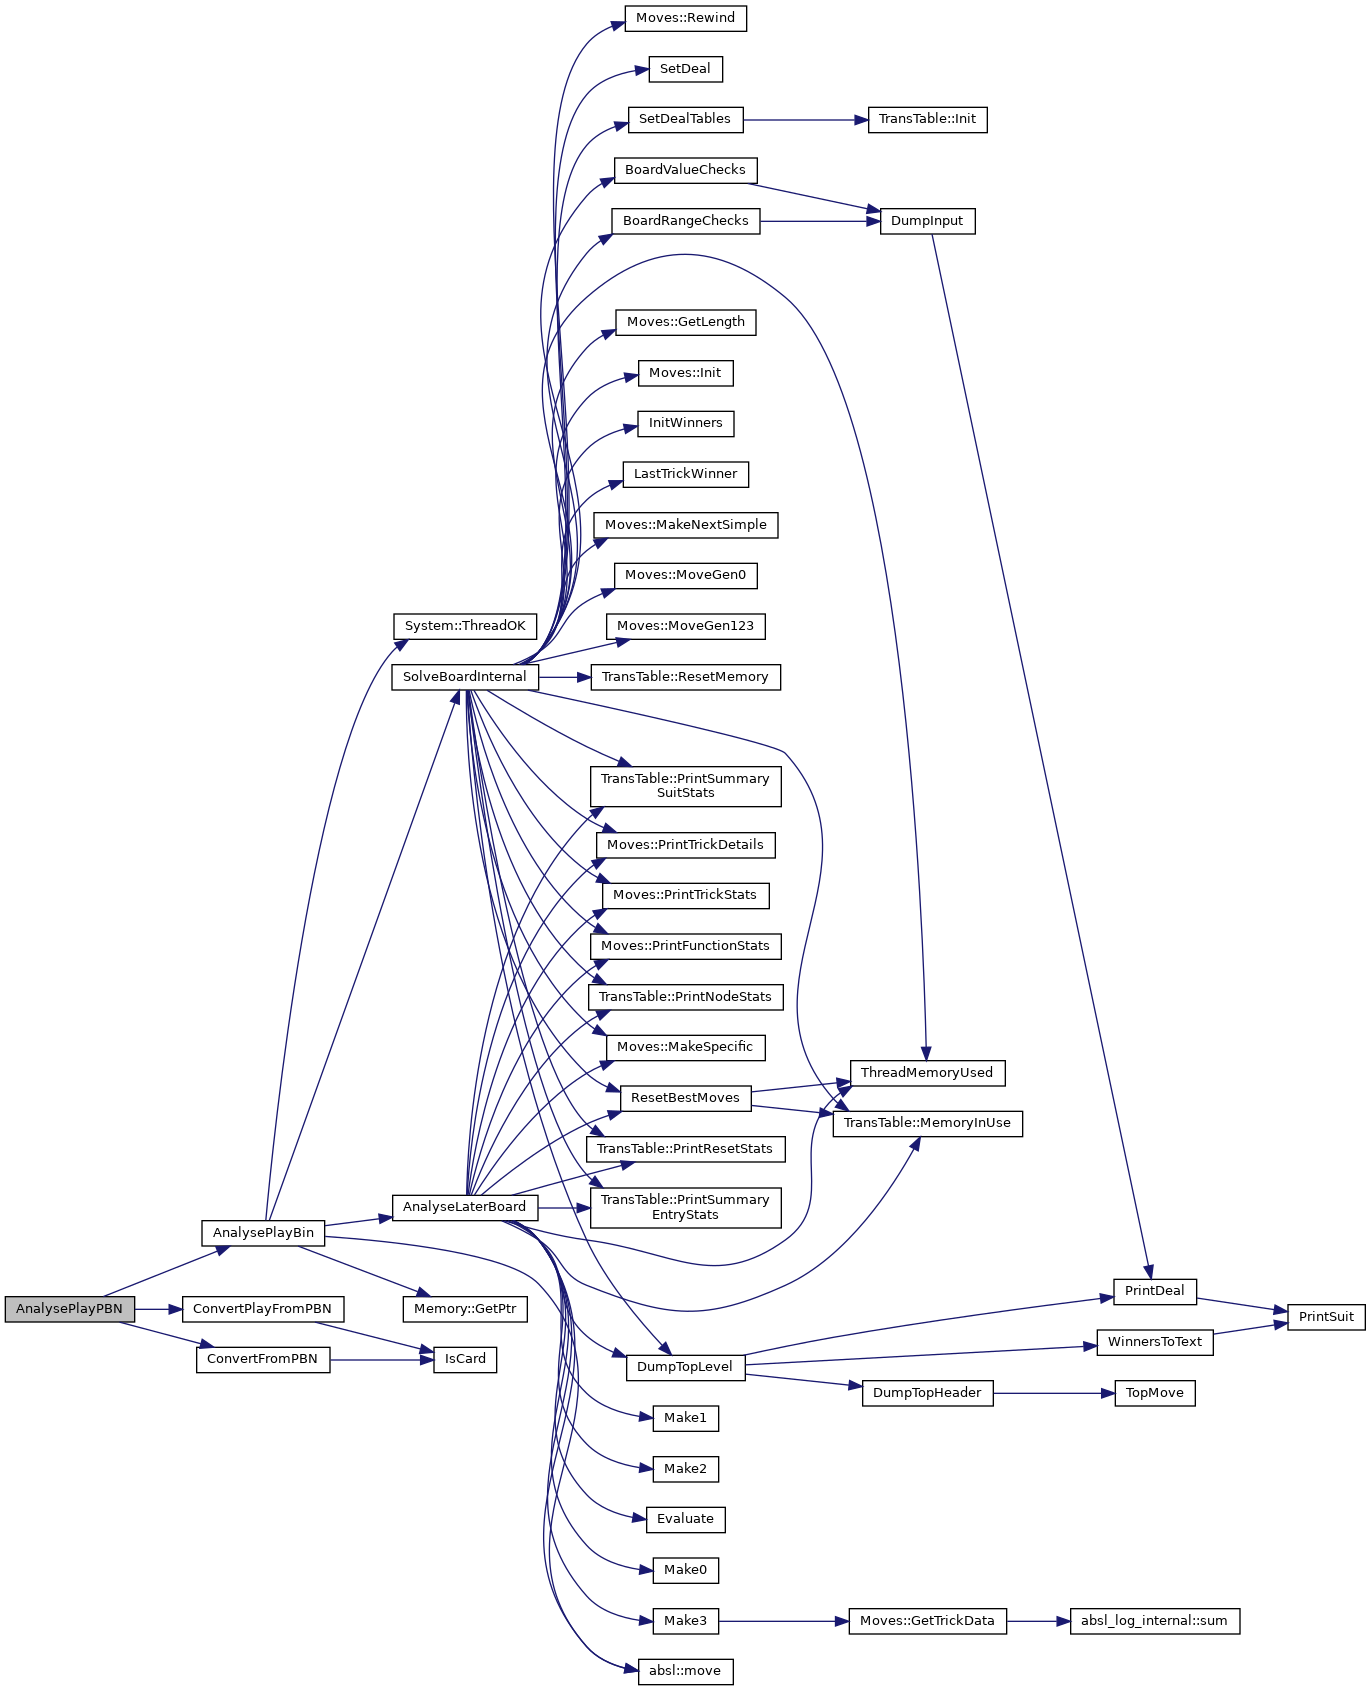 Moves::Rewind
SetDeal
SetDealTables
TransTable::Init
BoardValueChecks
BoardRangeChecks
DumpInput
Moves::GetLength
Moves::Init
InitWinners
LastTrickWinner
Moves::MakeNextSimple
Moves::MoveGen0
System::ThreadOK
Moves::MoveGen123
SolveBoardInternal
TransTable::ResetMemory
TransTable::PrintSummary
SuitStats
Moves::PrintTrickDetails
Moves::PrintTrickStats
Moves::PrintFunctionStats
TransTable::PrintNodeStats
Moves::MakeSpecific
ThreadMemoryUsed
ResetBestMoves
TransTable::MemoryInUse
TransTable::PrintResetStats
AnalyseLaterBoard
TransTable::PrintSummary
EntryStats
AnalysePlayBin
PrintDeal
AnalysePlayPBN
ConvertPlayFromPBN
Memory::GetPtr
PrintSuit
WinnersToText
ConvertFromPBN
IsCard
DumpTopLevel
DumpTopHeader
TopMove
Make1
Make2
Evaluate
Make0
Make3
Moves::GetTrickData
absl_log_internal::sum
absl::move